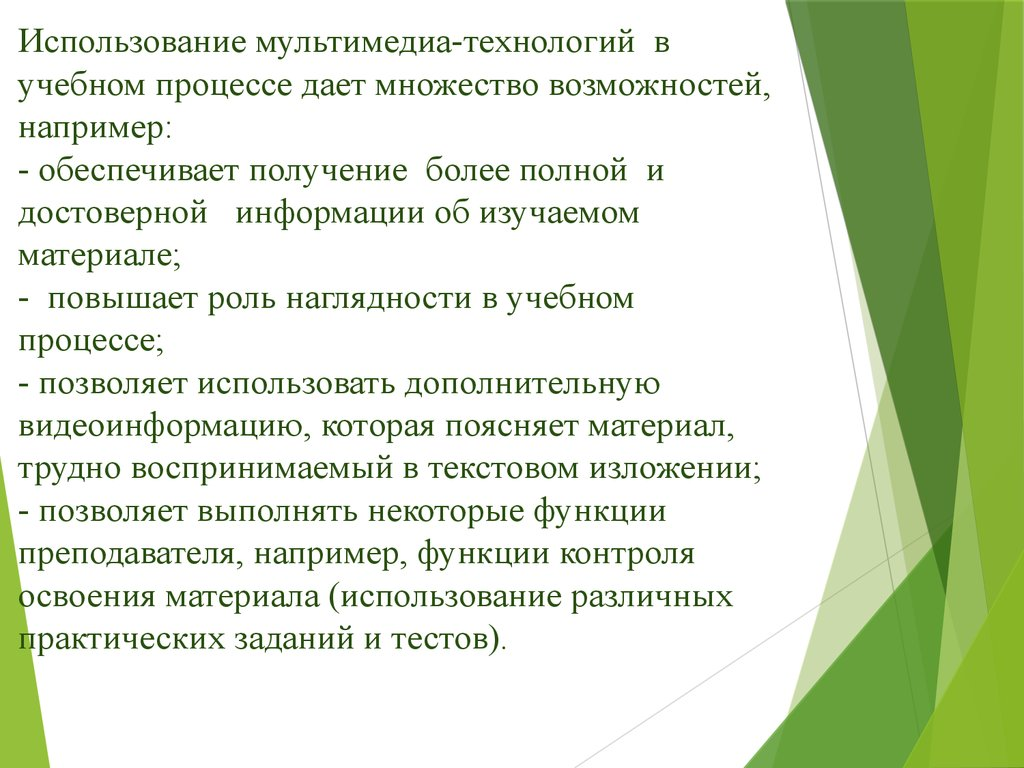 Использование мультимедиа-технологий  в
учебном процессе дает множество возможностей,
например:
- обеспечивает получение  более полной  и
достоверной   информации об изучаемом
материале;
-  повышает роль наглядности в учебном
процессе;
- позволяет использовать дополнительную
видеоинформацию, которая поясняет материал,
трудно воспринимаемый в текстовом изложении;
- позволяет выполнять некоторые функции
преподавателя, например, функции контроля
освоения материала (использование различных
практических заданий и тестов).